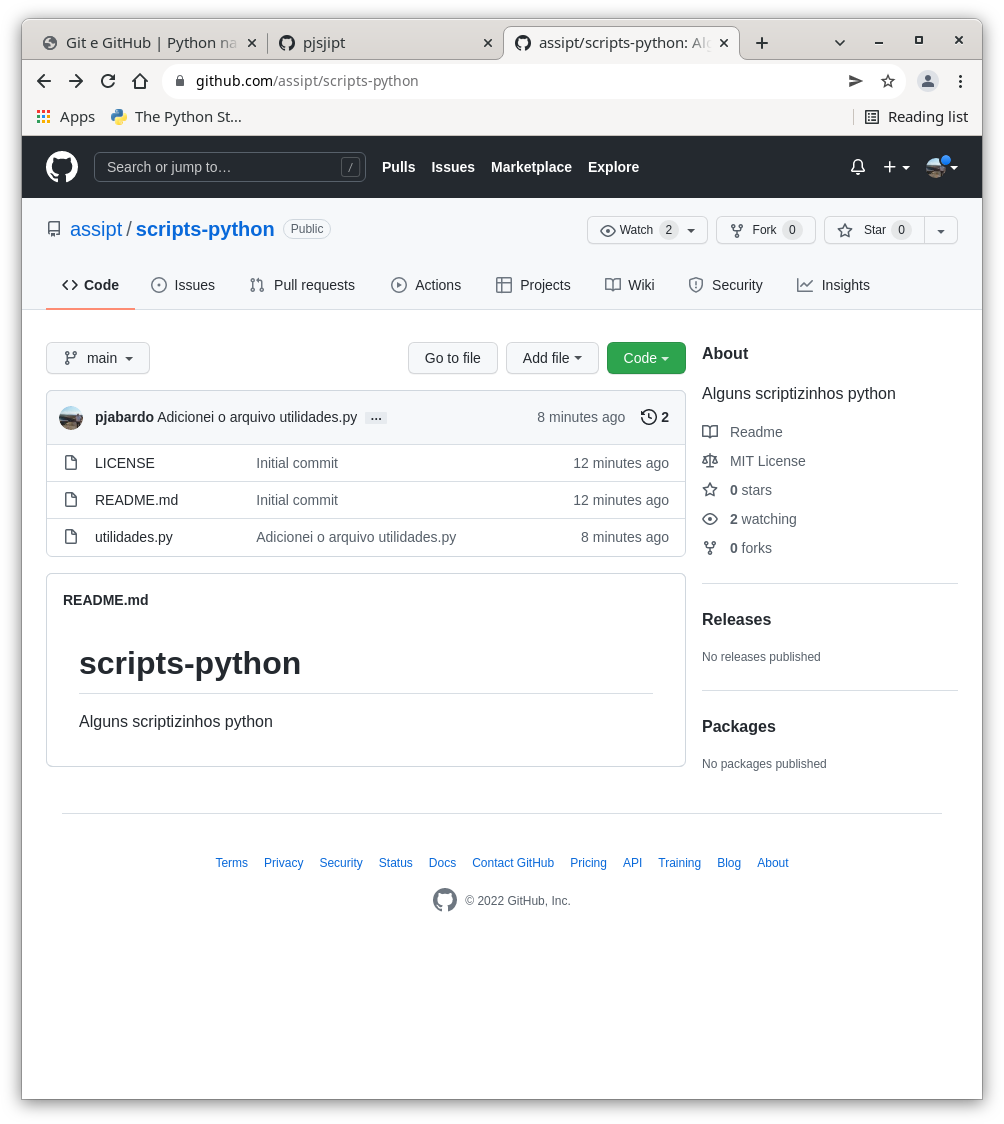 Git e GitHub | Python na
pjsjipt
assipt/scripts-python: Alg
github.com/assipt/scripts-python
Apps The Python St... Reading list
Search or jump to… / Pulls Issues Marketplace Explore
assipt / scripts-python Public Watch 2 Fork 0 Star 0
Code Issues Pull requests Actions Projects Wiki Security Insights
main Go to file Add file Code
pjabardo Adicionei o arquivo utilidades.py … 8 minutes ago 2
LICENSE Initial commit 12 minutes ago
README.md Initial commit 12 minutes ago
utilidades.py Adicionei o arquivo utilidades.py 8 minutes ago
README.md
scripts-python
Alguns scriptizinhos python
About
Alguns scriptizinhos python
Readme
MIT License
0 stars
2 watching
0 forks
Releases
No releases published
Packages
No packages published
Terms Privacy Security Status Docs Contact GitHub Pricing API Training Blog About
© 2022 GitHub, Inc.